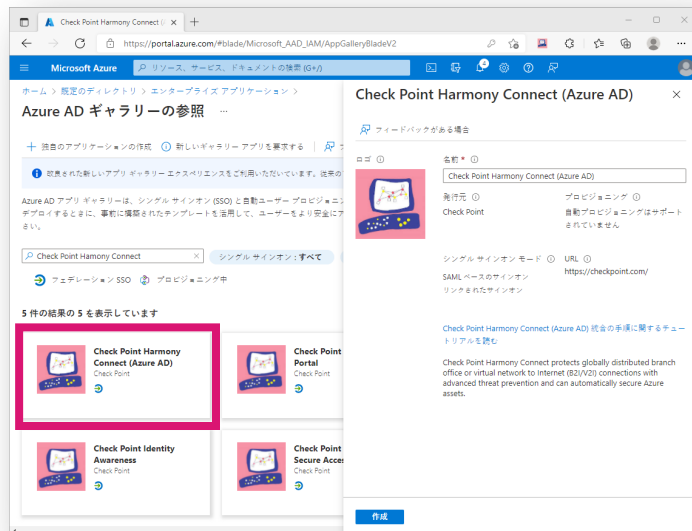 Check Point Harmony Connect (
https://portal.azure.com/#blade/Microsoft_AAD_IAM/AppGalleryBladeV2
Microsoft Azure
リソース、サービス、ドキュメントの検索 (G+/)
4
ホーム > 既定のディレクトリ > エンタープライズ アプリケーション >
Azure AD ギャラリーの参照 …
独自のアプリケーションの作成
新しいギャラリー アプリを要求する
改良された新しいアプリ ギャラリー エクスペリエンスをご利用いただいています。従来の
Azure AD アプリ ギャラリーは、シングル サインオン (SSO) と自動ユーザー プロビジョニ
デプロイするときに、事前に構築されたテンプレートを活用して、ユーザーをより安全にア
さい。
Check Point Hamony Connect
シングル サインオン : すべて
フェデレーション SSO
プロビジョニング中
5 件の結果の 5 を表示しています
Check Point Harmony
Connect (Azure AD)
Check Point
Check Point
Portal
Check Point
Check Point Identity
Awareness
Check Point
Check Point
Secure Acce
Check Point
Check Point Harmony Connect (Azure AD)
フィードバックがある場合
ロゴ
名前 *
Check Point Harmony Connect (Azure AD)
発行元
Check Point
プロビジョニング
自動プロビジョニングはサポート
されていません
シングル サインオン モード
SAML ベースのサインオン
リンクされたサインオン
URL
https://checkpoint.com/
Check Point Harmony Connect (Azure AD) 統合の手順に関するチュー
トリアルを読む
Check Point Harmony Connect protects globally distributed branch
office or virtual network to Internet (B2I/V2I) connections with
advanced threat prevention and can automatically secure Azure
assets.
作成